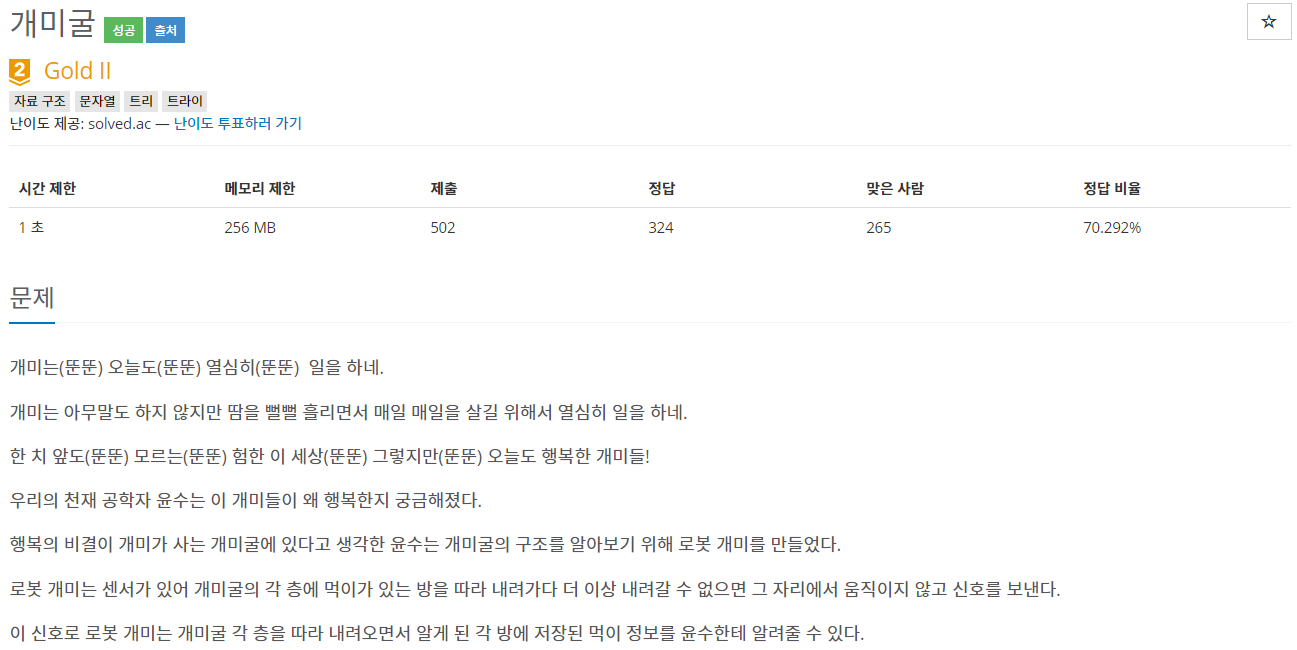 개미굴 성공 출처
☆
2 Gold II
자료 구조 문자열 트리 트라이
난이도 제공: solved.ac — 난이도 투표하러 가기
시간 제한 메모리 제한 제출 정답 맞은 사람 정답 비율
1 초 256 MB 502 324 265 70.292%
문제
개미는(뚠뚠) 오늘도(뚠뚠) 열심히(뚠뚠)  일을 하네.
개미는 아무말도 하지 않지만 땀을 뻘뻘 흘리면서 매일 매일을 살길 위해서 열심히 일을 하네.
한 치 앞도(뚠뚠) 모르는(뚠뚠) 험한 이 세상(뚠뚠) 그렇지만(뚠뚠) 오늘도 행복한 개미들!
우리의 천재 공학자 윤수는 이 개미들이 왜 행복한지 궁금해졌다.
행복의 비결이 개미가 사는 개미굴에 있다고 생각한 윤수는 개미굴의 구조를 알아보기 위해 로봇 개미를 만들었다.
로봇 개미는 센서가 있어 개미굴의 각 층에 먹이가 있는 방을 따라 내려가다 더 이상 내려갈 수 없으면 그 자리에서 움직이지 않고 신호를 보낸다.
이 신호로 로봇 개미는 개미굴 각 층을 따라 내려오면서 알게 된 각 방에 저장된 먹이 정보를 윤수한테 알려줄 수 있다.